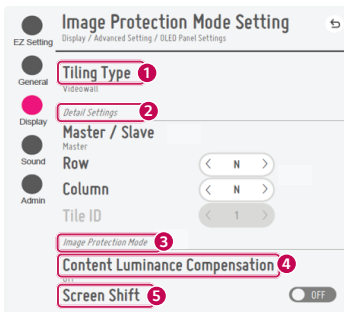 Image Protection Mode Setting
Display / Advanced Setting / OLED Panel Settings
EZ Setting
General
Display
Sound
Admin
Tiling Type 1
Videowall
Detail Settings 2
Master / Slave
Master
Row < N >
Column < N >
Tile ID < 1 >
Image Protection Mode 3
Content Luminance Compensation 4
Screen Shift 5 OFF